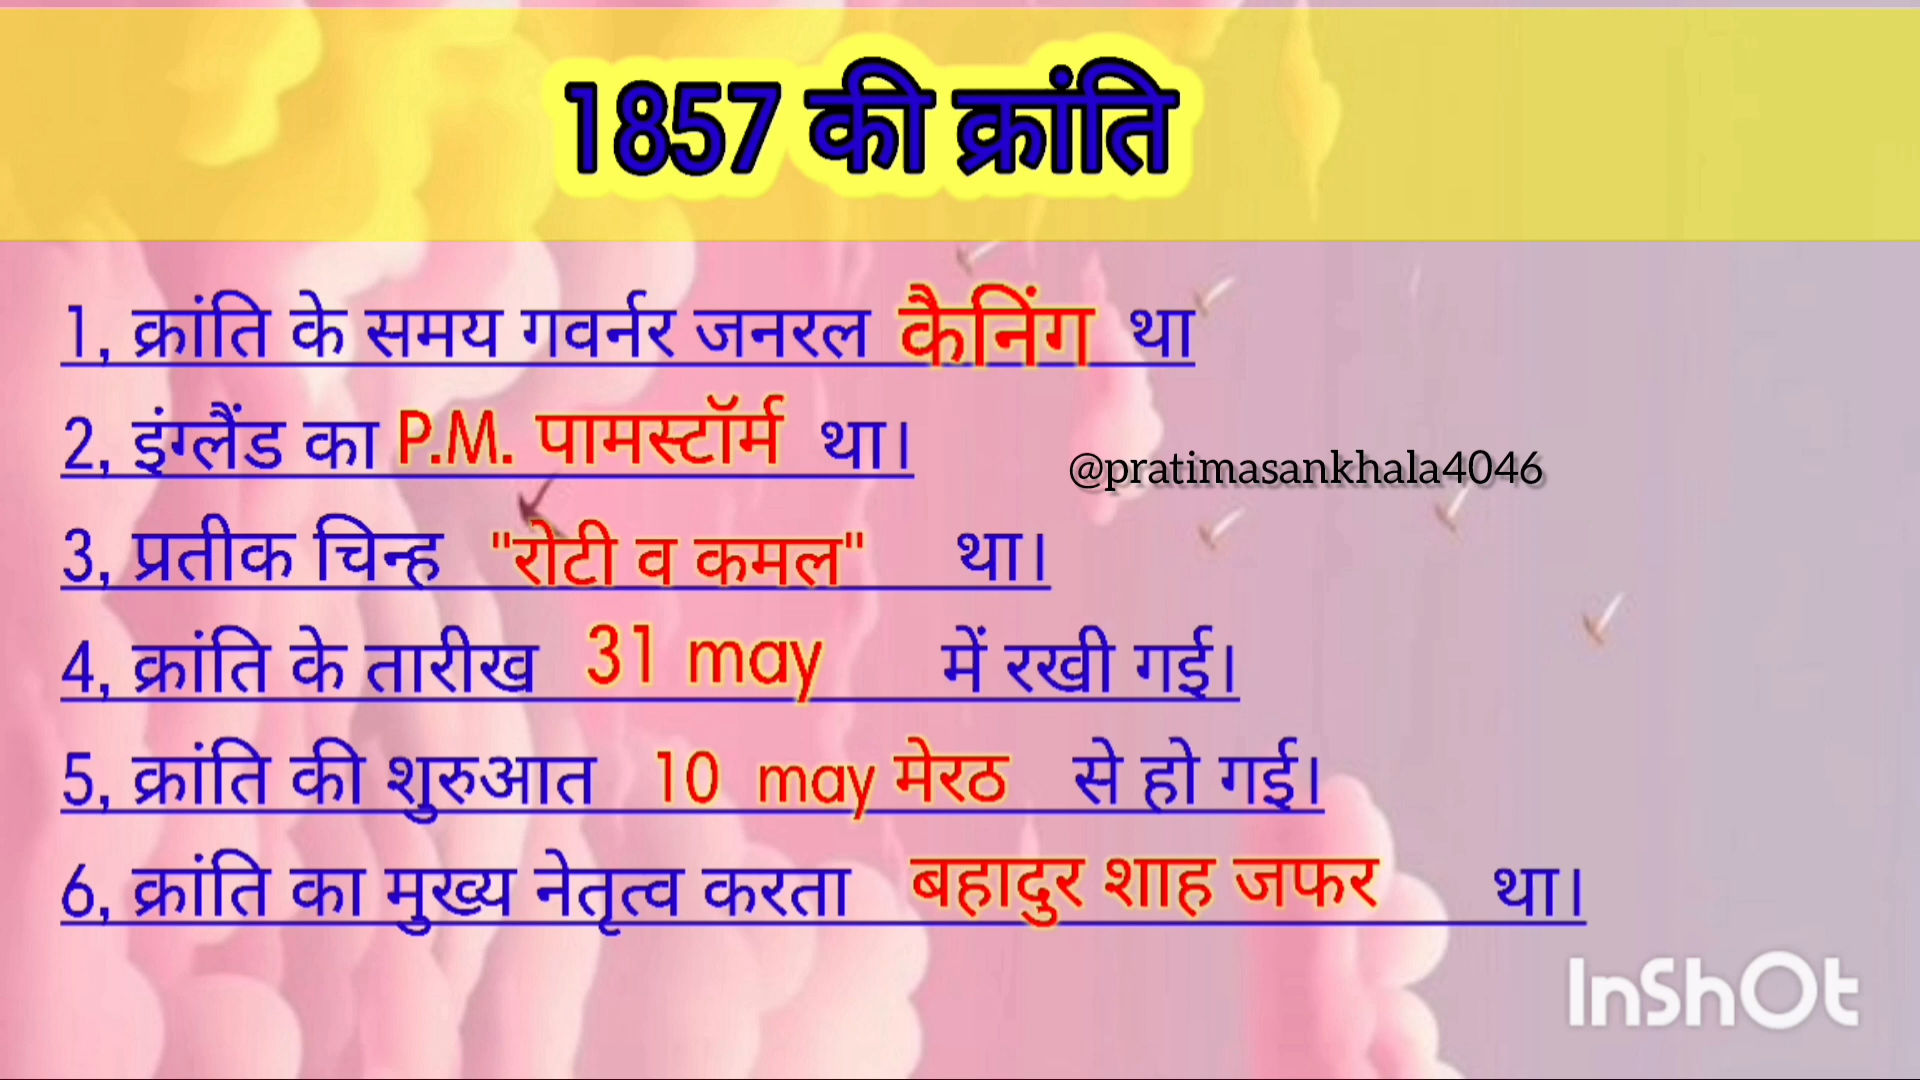 1857 की क्रांति
1, क्रांति के समय गवर्नर जनरल कैनिंग था
2, इंग्लैंड का P.M. पामस्टॉर्म था।
@pratimasankhala4046
3, प्रतीक चिन्ह "रोटी व कमल" था।
4, क्रांति के तारीख 31 may में रखी गई।
5, क्रांति की शुरुआत 10 may मेरठ से हो गई।
6, क्रांति का मुख्य नेतृत्व करता बहादुर शाह जफर था।
InShOt